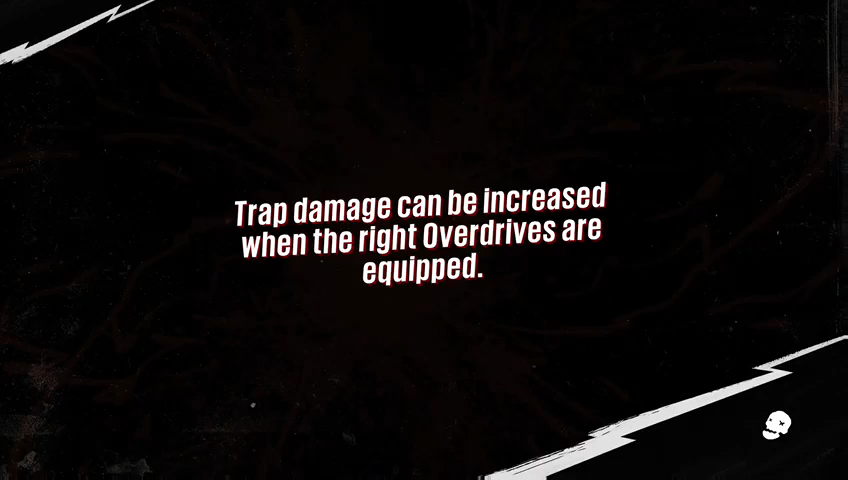 Trap damage can be increased
when the right Overdrives are
equipped.